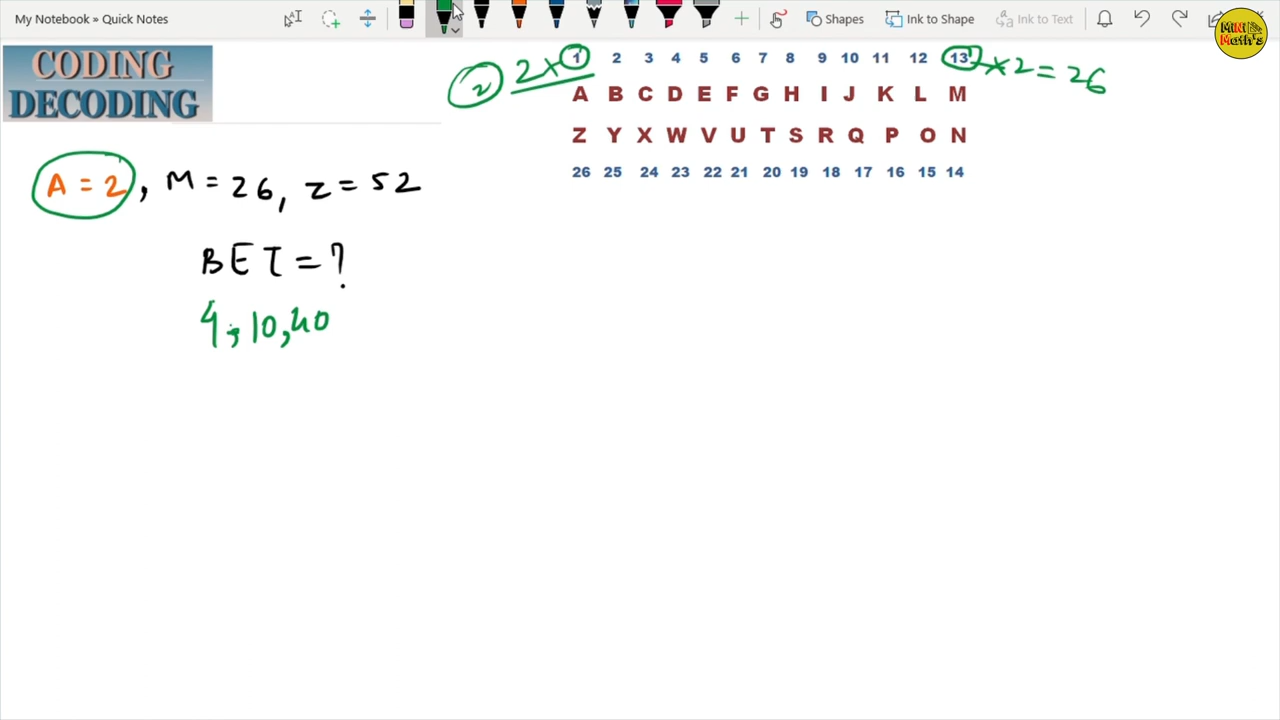 My Notebook » Quick Notes
Shapes
Ink to Shape
Ink to Text
MiNi
Math's
CODING
DECODING
2
2 × 1 2 3 4 5 6 7 8 9 10 11 12 13 × 2 = 26
A B C D E F G H I J K L M
Z Y X W V U T S R Q P O N
26 25 24 23 22 21 20 19 18 17 16 15 14
A = 2, M = 26, Z = 52
BET = ?
4, 10, 40